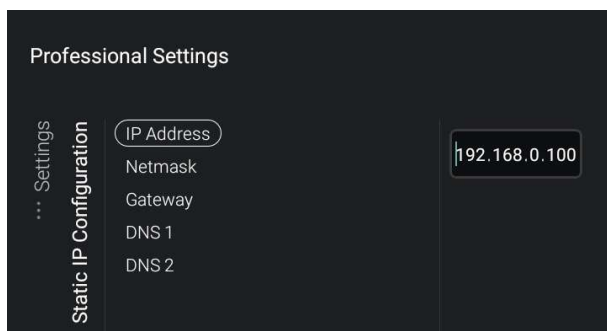 Professional Settings
... Settings
Static IP Configuration
IP Address
Netmask
Gateway
DNS 1
DNS 2
192.168.0.100